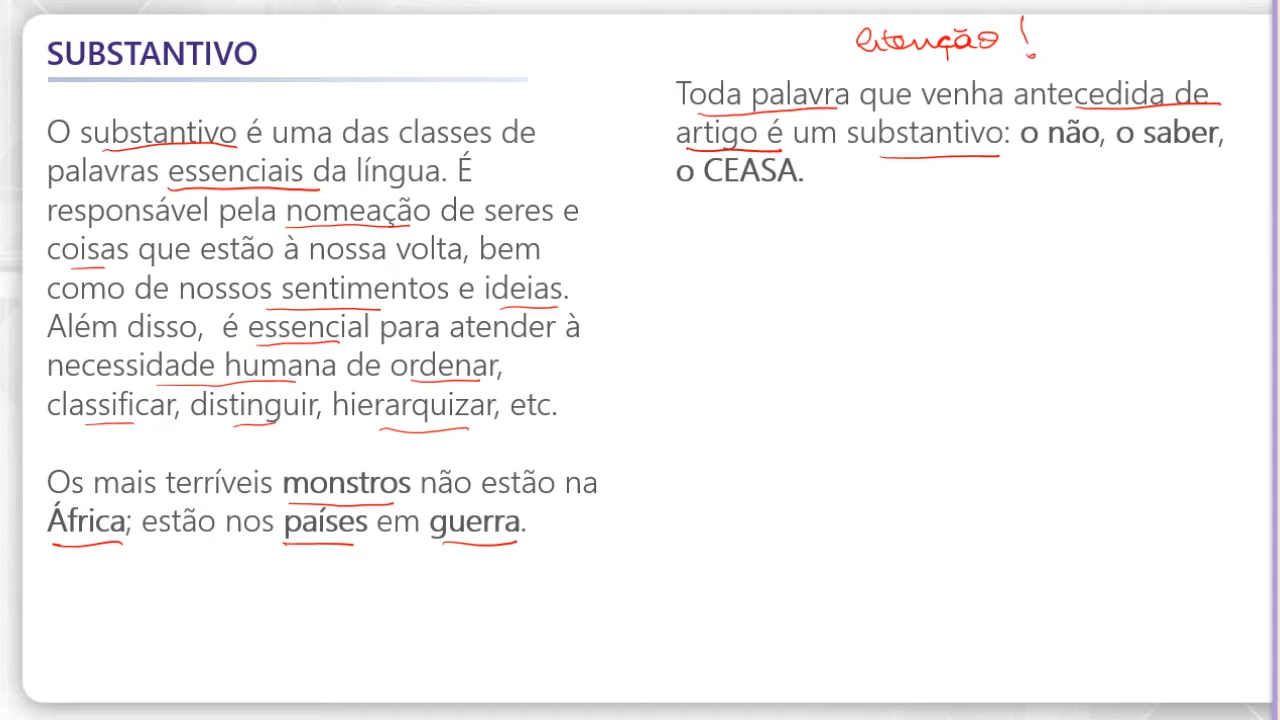 SUBSTANTIVO
O substantivo é uma das classes de
palavras essenciais da língua. É
responsável pela nomeação de seres e
coisas que estão à nossa volta, bem
como de nossos sentimentos e ideias.
Além disso,  é essencial para atender à
necessidade humana de ordenar,
classificar, distinguir, hierarquizar, etc.
Os mais terríveis monstros não estão na
África; estão nos países em guerra.
atenção!
Toda palavra que venha antecedida de
artigo é um substantivo: o não, o saber,
o CEASA.